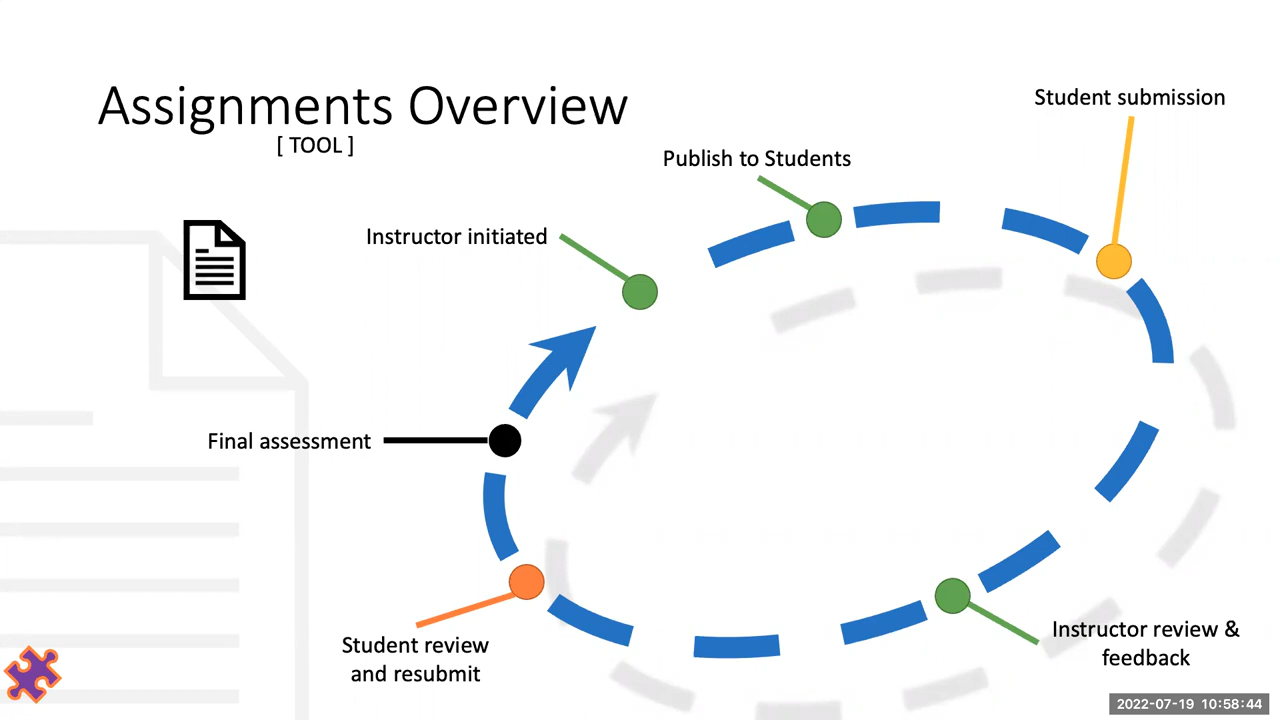 Assignments Overview
[ TOOL ]
Student submission
Publish to Students
Instructor initiated
Final assessment
Student review
and resubmit
Instructor review &
feedback
2022-07-19 10:58:44